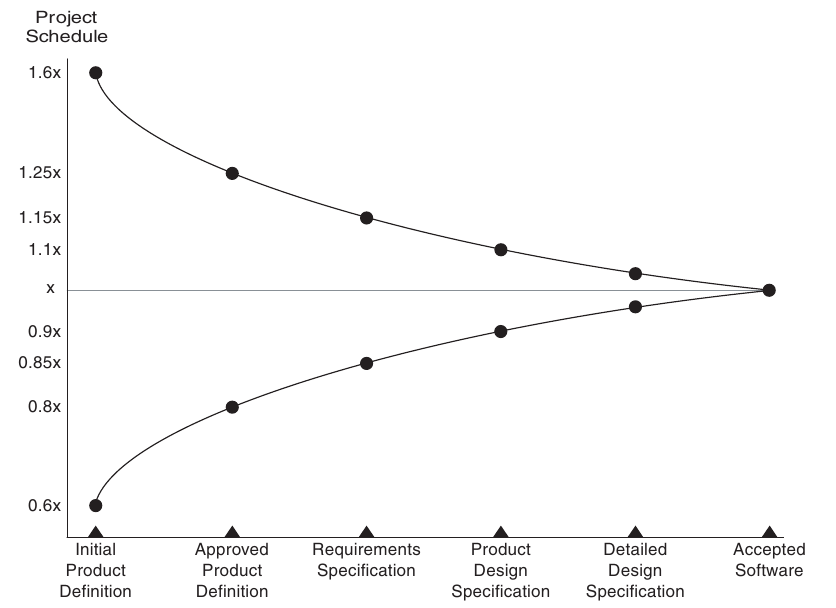 Project
Schedule
1.6x
1.25x
1.15x
1.1x
x
0.9x
0.85x
0.8x
0.6x
Initial
Product
Definition
Approved
Product
Definition
Requirements
Specification
Product
Design
Specification
Detailed
Design
Specification
Accepted
Software